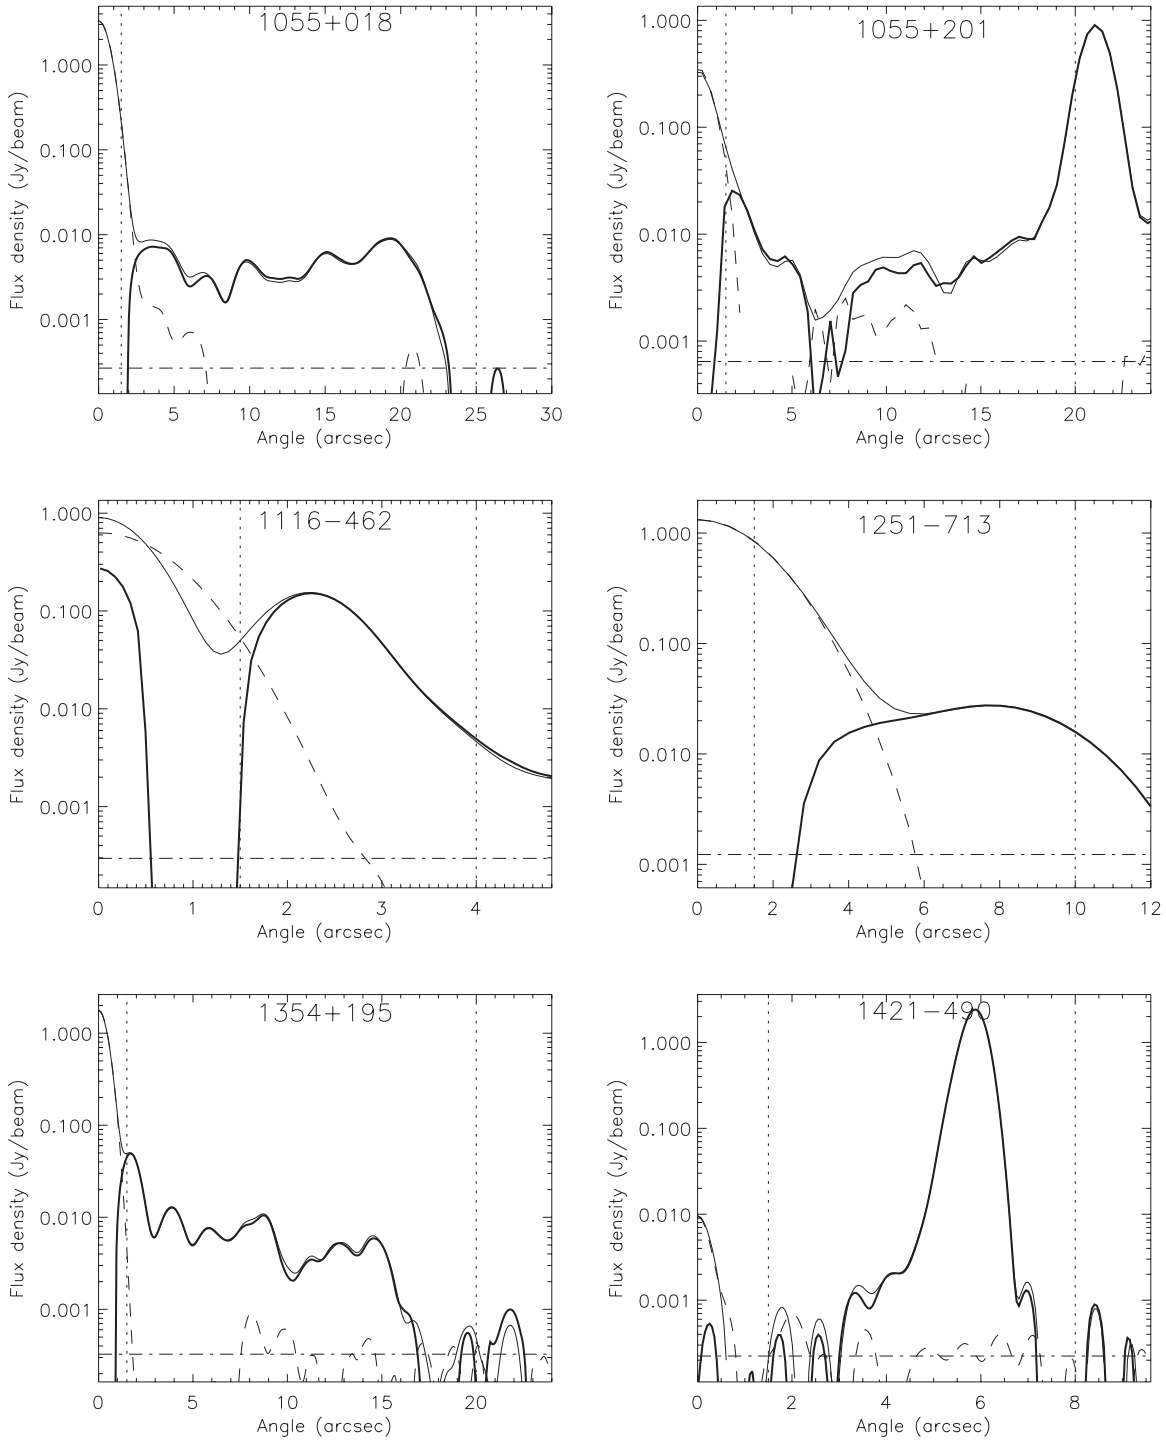 1055+018
Flux density (Jy/beam)
1.000
0.100
0.010
0.001
0 5 10 15 20 25 30
Angle (arcsec)
1055+201
Flux density (Jy/beam)
1.000
0.100
0.010
0.001
0 5 10 15 20
Angle (arcsec)
1116−462
Flux density (Jy/beam)
1.000
0.100
0.010
0.001
0 1 2 3 4
Angle (arcsec)
1251−713
Flux density (Jy/beam)
1.000
0.100
0.010
0.001
0 2 4 6 8 10 12
Angle (arcsec)
1354+195
Flux density (Jy/beam)
1.000
0.100
0.010
0.001
0 5 10 15 20
Angle (arcsec)
1421−490
Flux density (Jy/beam)
1.000
0.100
0.010
0.001
0 2 4 6 8
Angle (arcsec)